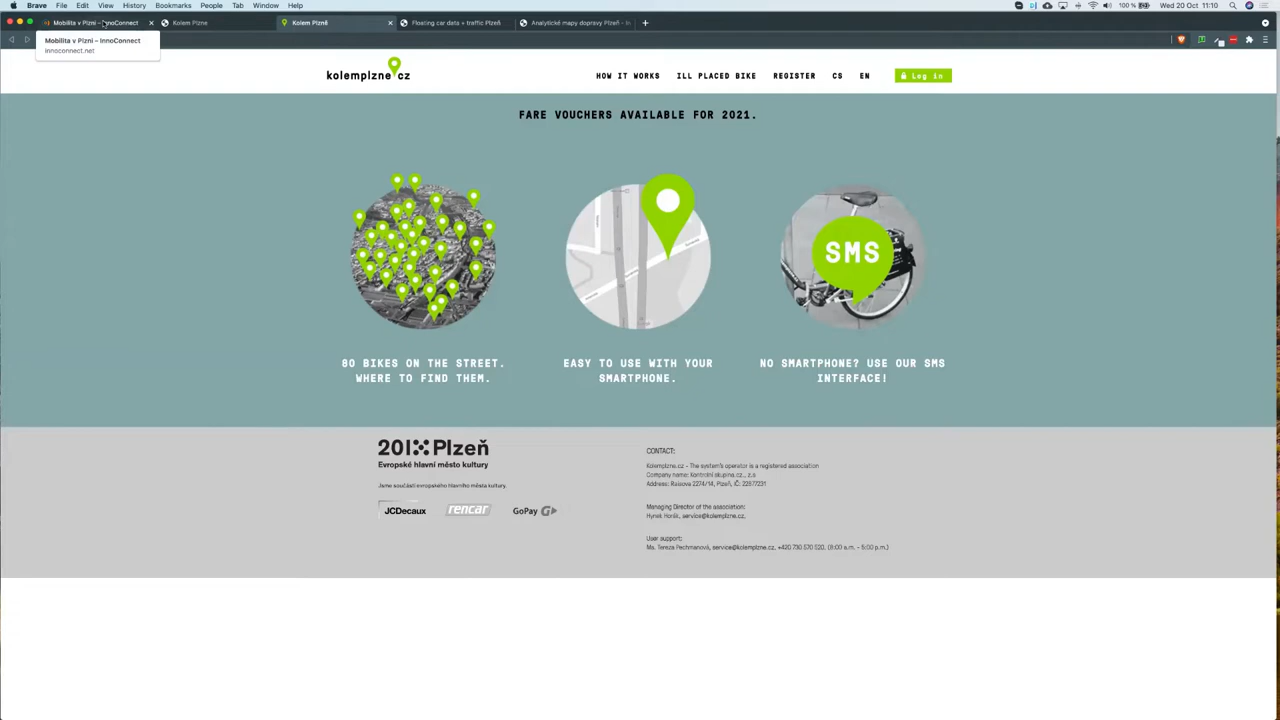 Brave File Edit View History Bookmarks People Tab Window Help 100 % Wed 20 Oct 11:10
Mobilita v Plzni – InnoConnect Kolem Plzne Kolem Plzně Floating car data + traffic Plzeň Analytické mapy dopravy Plzeň - In
Mobilita v Plzni – InnoConnect
innoconnect.net
kolemplzne cz
HOW IT WORKS ILL PLACED BIKE REGISTER CS EN Log in
FARE VOUCHERS AVAILABLE FOR 2021.
SMS
80 BIKES ON THE STREET.
WHERE TO FIND THEM.
EASY TO USE WITH YOUR
SMARTPHONE.
NO SMARTPHONE? USE OUR SMS
INTERFACE!
Plzeň
Evropské hlavní město kultury
Jsme součástí evropského hlavního města kultury.
JCDecaux rencar GoPay
CONTACT:
Kolemplzne.cz - The system's operator is a registered association
Company name: Kontrolní skupina.cz., z.s
Address: Raisova 2274/14, Plzeň, IČ: 22877231
Managing Director of the association:
Hynek Horák, service@kolemplzne.cz,
User support:
Ms. Tereza Pechmanová, service@kolemplzne.cz, +420 730 570 520, (8:00 a.m. - 5:00 p.m.)